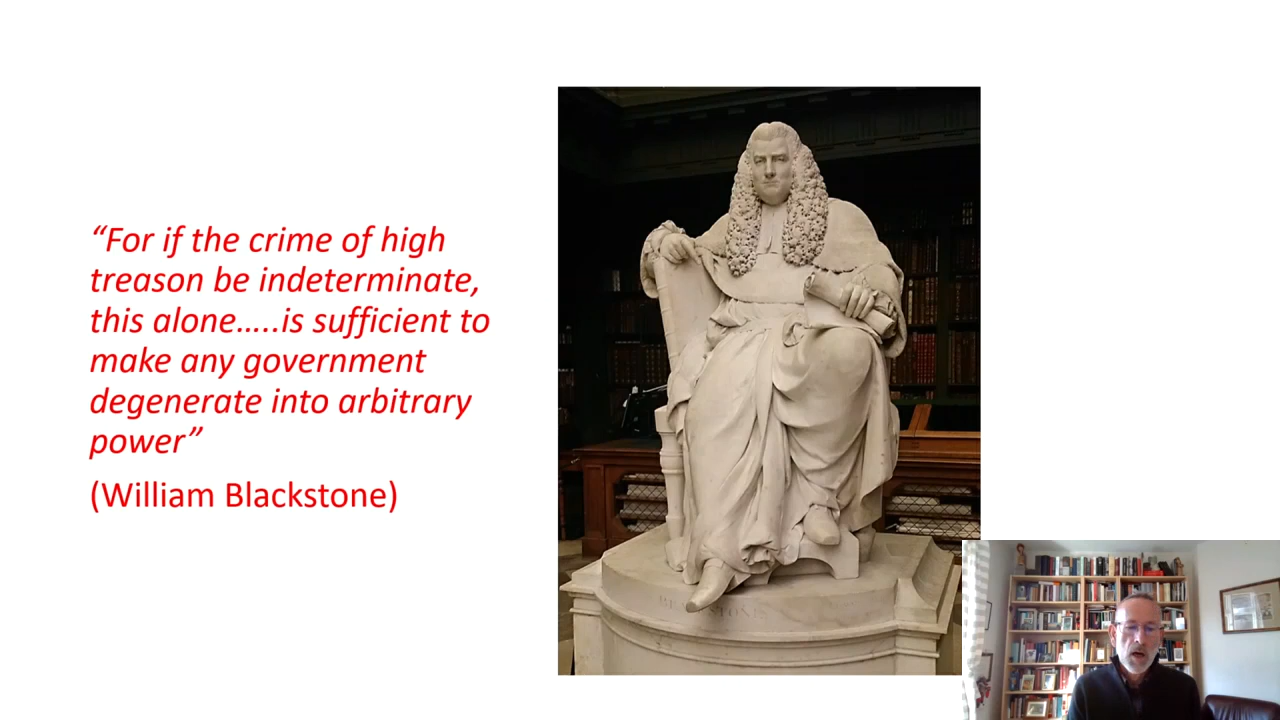 “For if the crime of high
treason be indeterminate,
this alone…..is sufficient to
make any government
degenerate into arbitrary
power”
(William Blackstone)